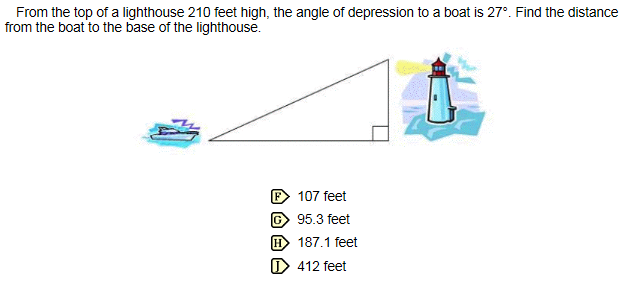 From the top of a lighthouse 210 feet high, the angle of depression to a boat is 27°. Find the distance
from the boat to the base of the lighthouse.
F 107 feet
G 95.3 feet
H 187.1 feet
J 412 feet